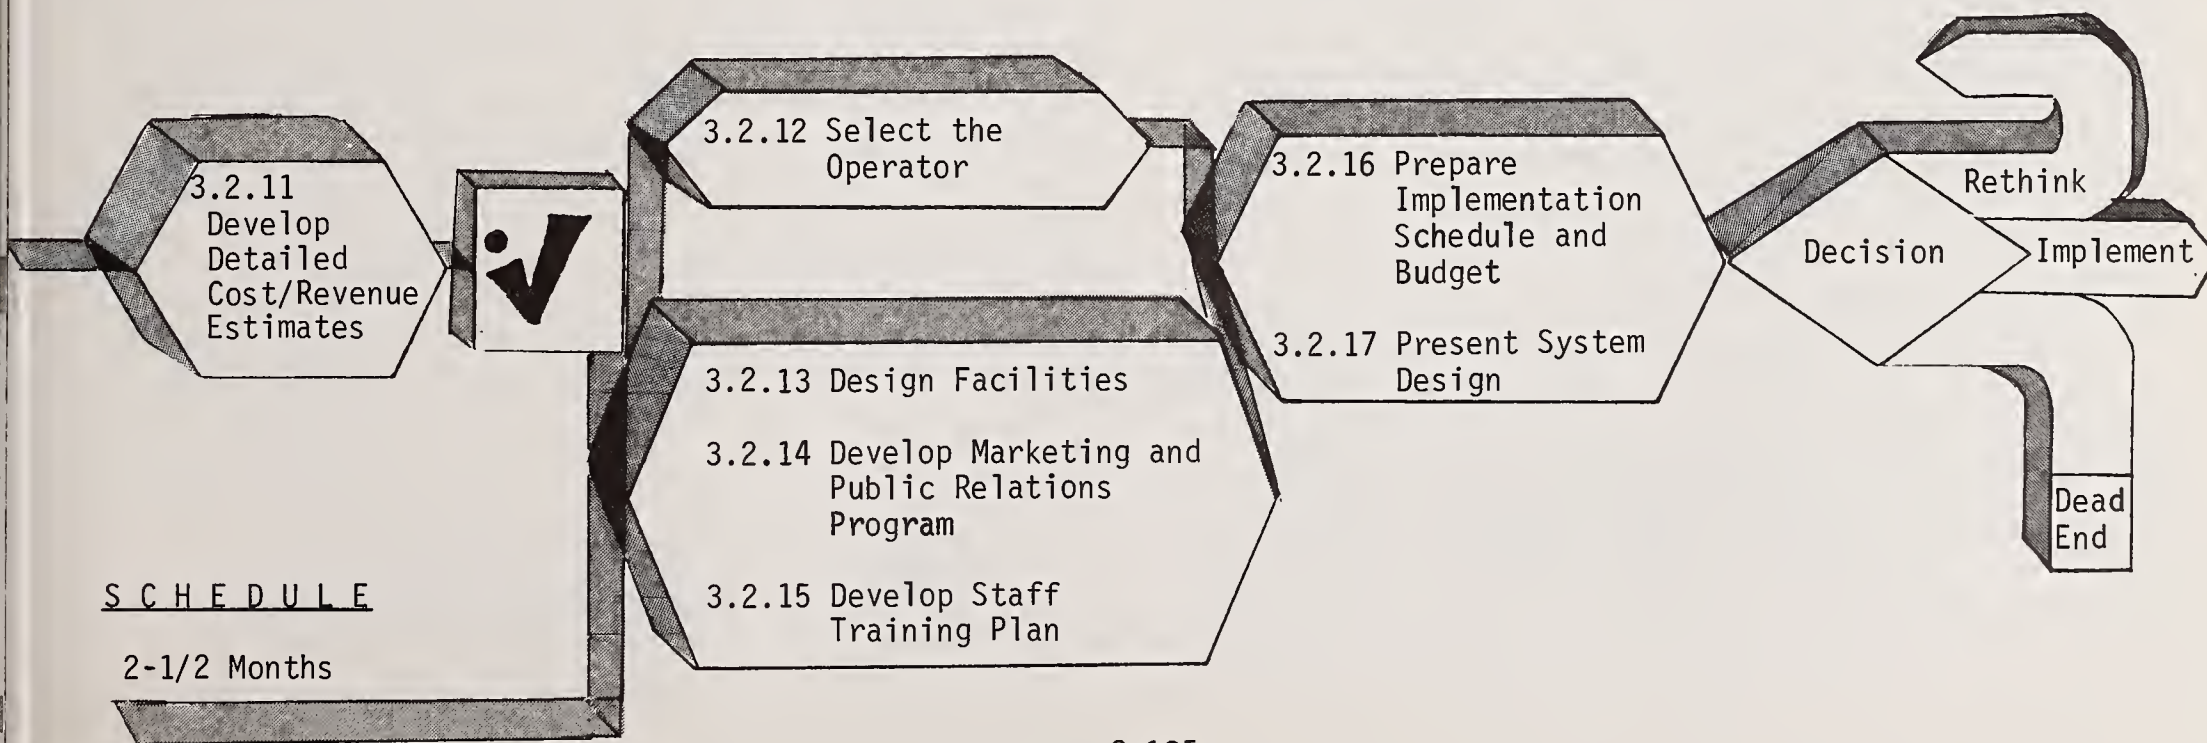 3.2.11
Develop
Detailed
Cost/Revenue
Estimates
3.2.12 Select the
Operator
3.2.13 Design Facilities
3.2.14 Develop Marketing and
Public Relations
Program
3.2.15 Develop Staff
Training Plan
3.2.16 Prepare
Implementation
Schedule and
Budget
3.2.17 Present System
Design
Decision
Rethink
Implement
Dead
End
SCHEDULE
2-1/2 Months